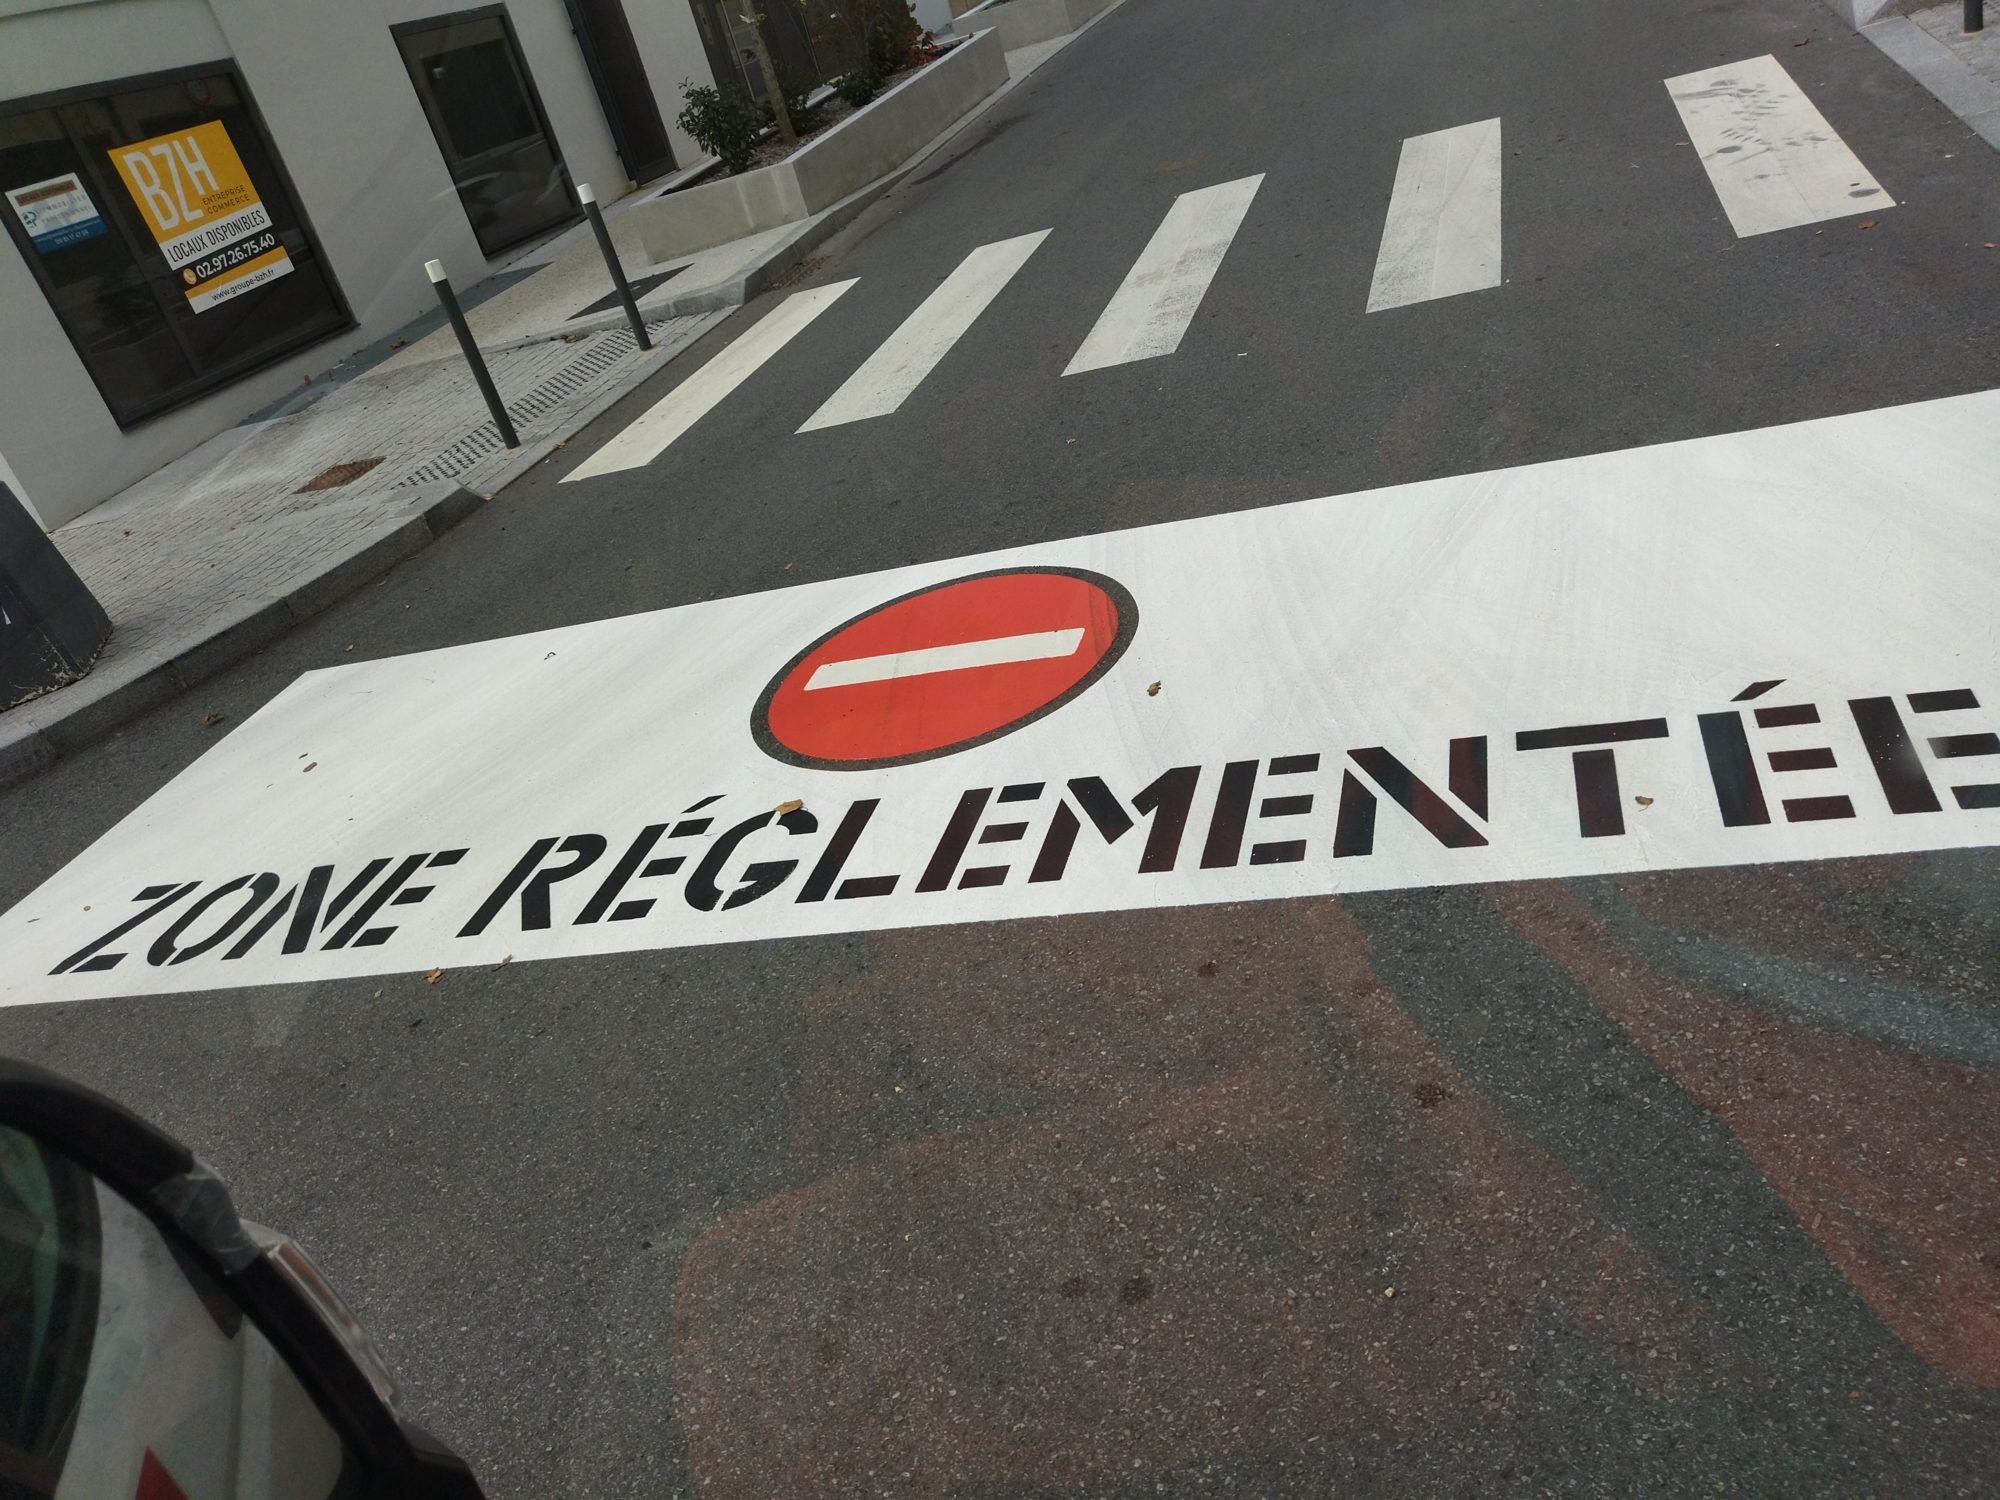 BZH
ENTREPRISE
COMMERCE
LOCAUX DISPONIBLES
02.97.26.75.40
www.groupe-bzh.fr
ZONE RÉGLEMENTÉE